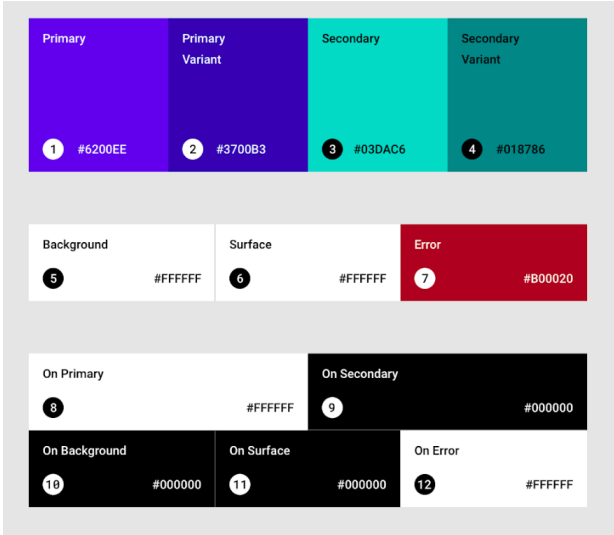 Primary
Primary
Variant
Secondary
Secondary
Variant
1 #6200EE
2 #3700B3
3 #03DAC6
4 #018786
Background
Surface
Error
5 #FFFFFF
6 #FFFFFF
7 #B00020
On Primary
On Secondary
8 #FFFFFF
9 #000000
On Background
On Surface
On Error
10 #000000
11 #000000
12 #FFFFFF